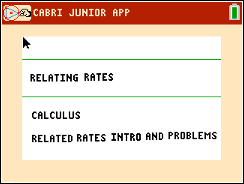 CABRI JUNIOR APP
RELATING RATES
CALCULUS
RELATED RATES INTRO AND PROBLEMS